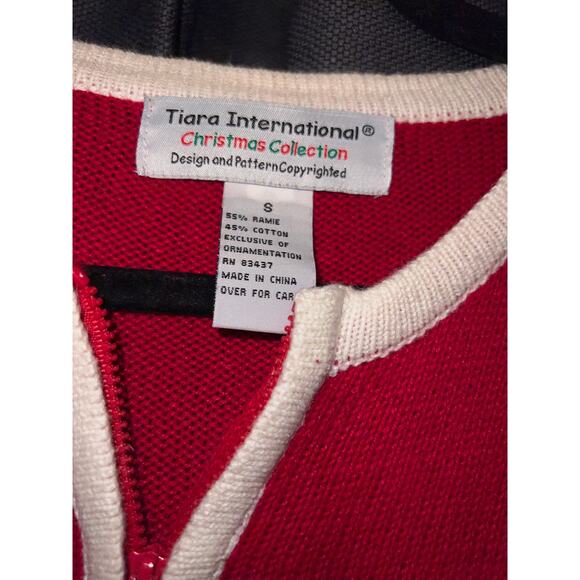 Tiara International®
Christmas Collection
Design and Pattern Copyrighted
S
55% RAMIE
45% COTTON
EXCLUSIVE OF
ORNAMENTATION
RN 83437
MADE IN CHINA
OVER FOR CAR